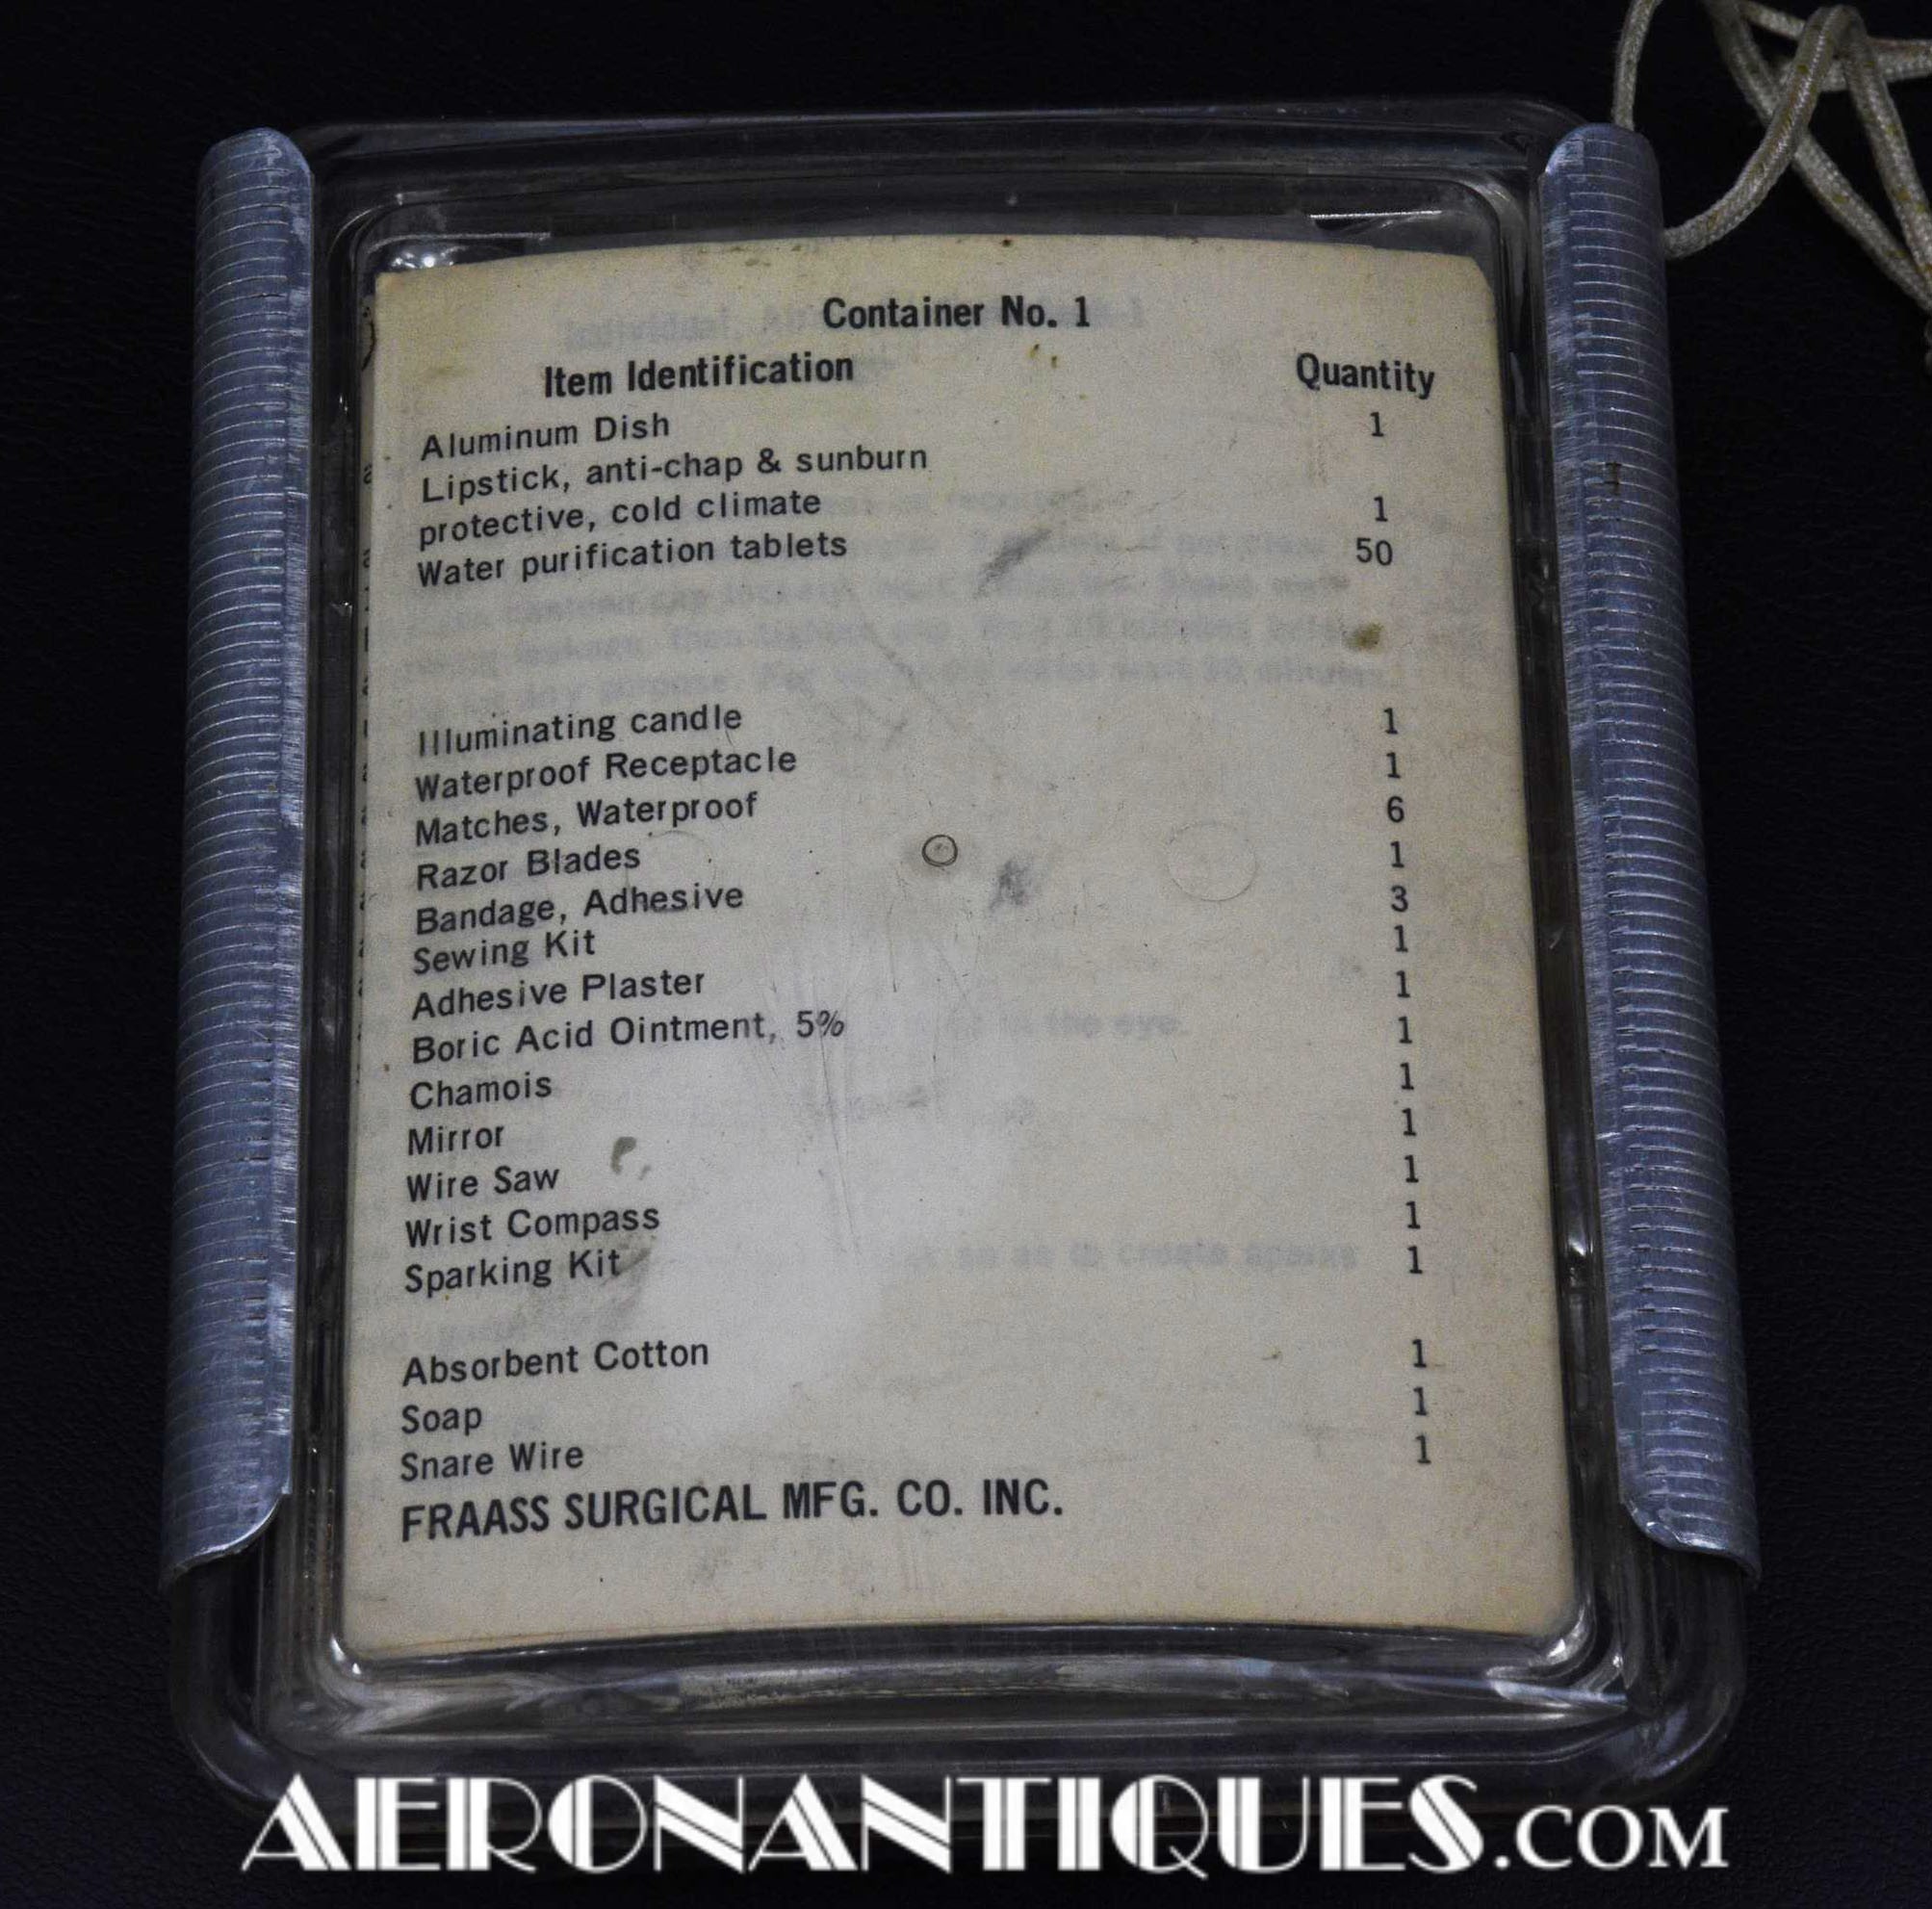 Container No. 1
Item Identification Quantity
Aluminum Dish 1
Lipstick, anti-chap & sunburn
protective, cold climate 1
Water purification tablets 50
Illuminating candle 1
Waterproof Receptacle 1
Matches, Waterproof 6
Razor Blades 1
Bandage, Adhesive 3
Sewing Kit 1
Adhesive Plaster 1
Boric Acid Ointment, 5% 1
Chamois 1
Mirror 1
Wire Saw 1
Wrist Compass 1
Sparking Kit 1
Absorbent Cotton 1
Soap 1
Snare Wire 1
FRAASS SURGICAL MFG. CO. INC.
AERONANTIQUES.COM